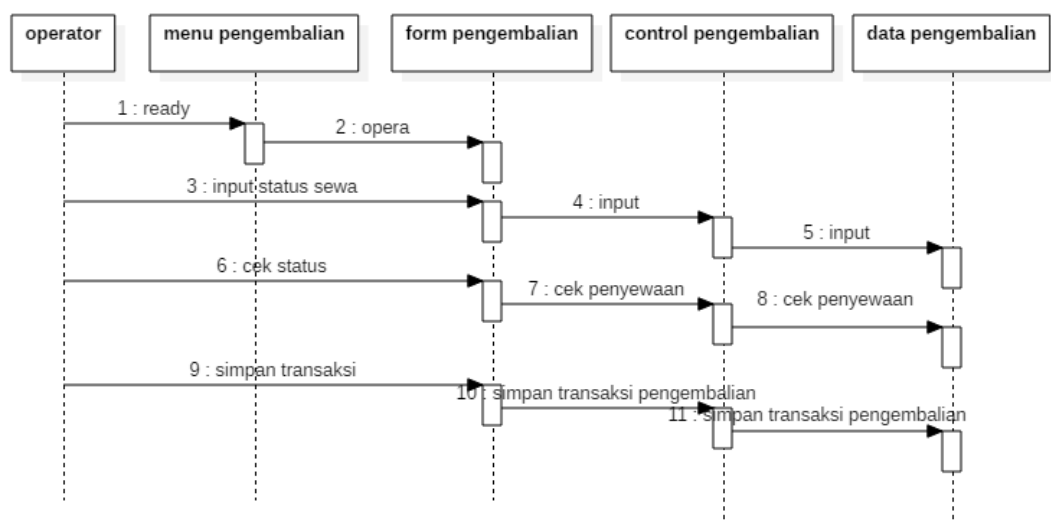 operator
menu pengembalian
form pengembalian
control pengembalian
data pengembalian
1 : ready
2 : opera
3 : input status sewa
4 : input
5 : input
6 : cek status
7 : cek penyewaan
8 : cek penyewaan
9 : simpan transaksi
10 : simpan transaksi pengembalian
11 : simpan transaksi pengembalian